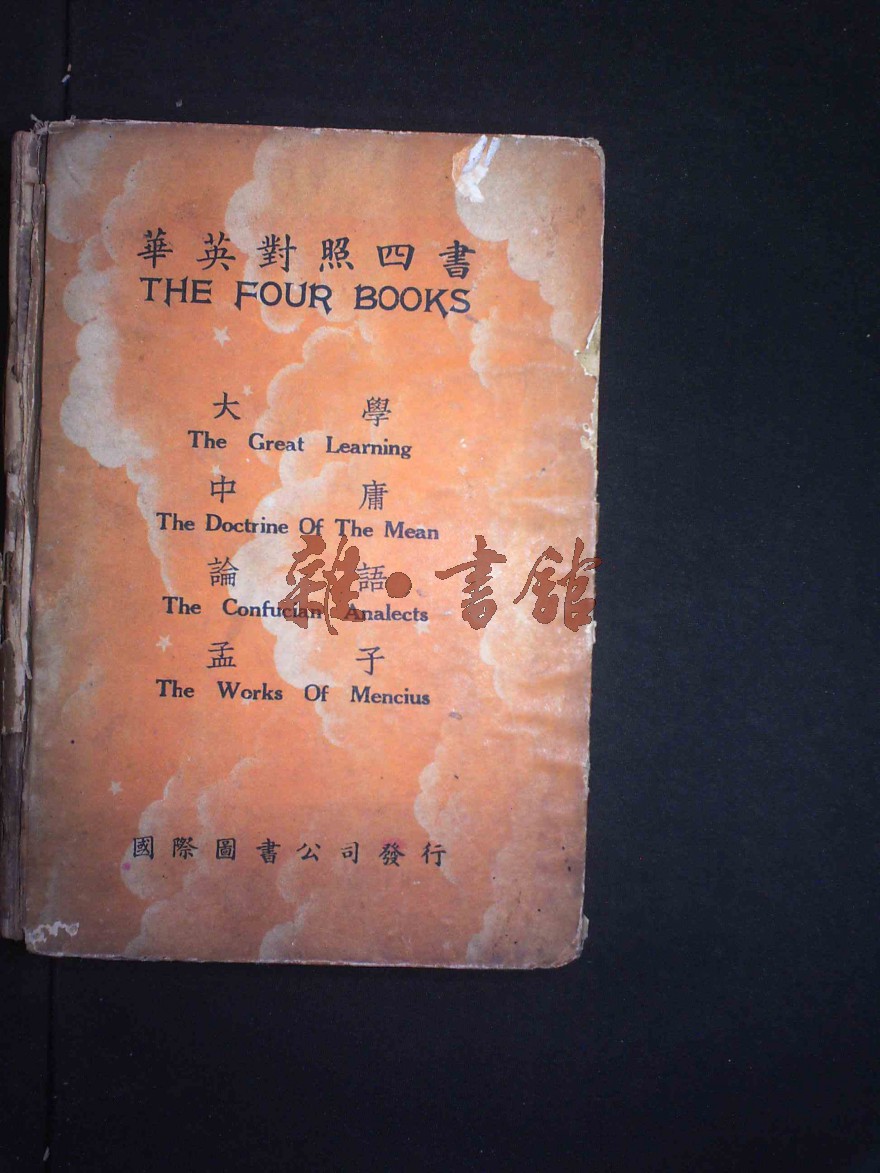 華英對照四書
THE FOUR BOOKS
大學
The Great Learning
中庸
The Doctrine Of The Mean
論語
The Confucian Analects
孟子
The Works Of Mencius
國際圖書公司發行
雜·書館